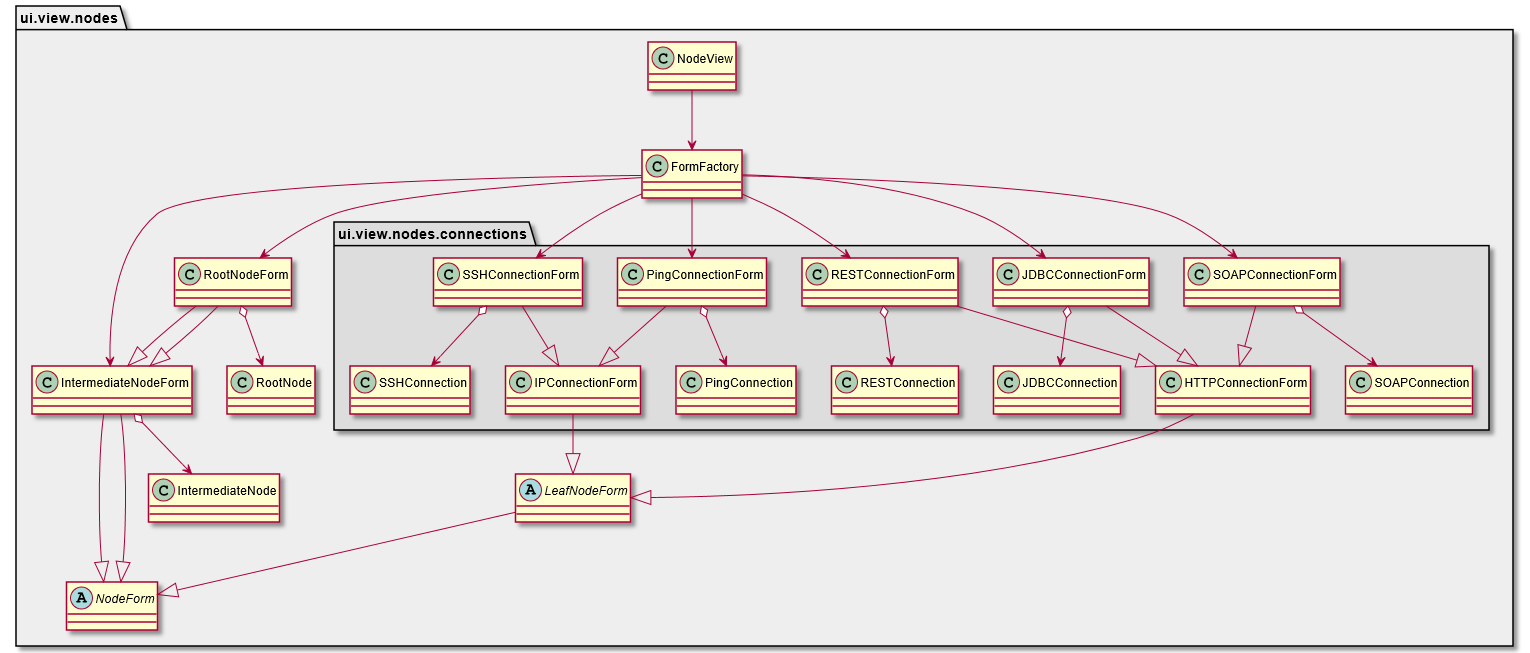 ui.view.nodes
C NodeView
C FormFactory
ui.view.nodes.connections
C RootNodeForm
C SSHConnectionForm
C PingConnectionForm
C RESTConnectionForm
C JDBCConnectionForm
C SOAPConnectionForm
C IntermediateNodeForm
C RootNode
C SSHConnection
C IPConnectionForm
C PingConnection
C RESTConnection
C JDBCConnection
C HTTPConnectionForm
C SOAPConnection
C IntermediateNode
A LeafNodeForm
A NodeForm